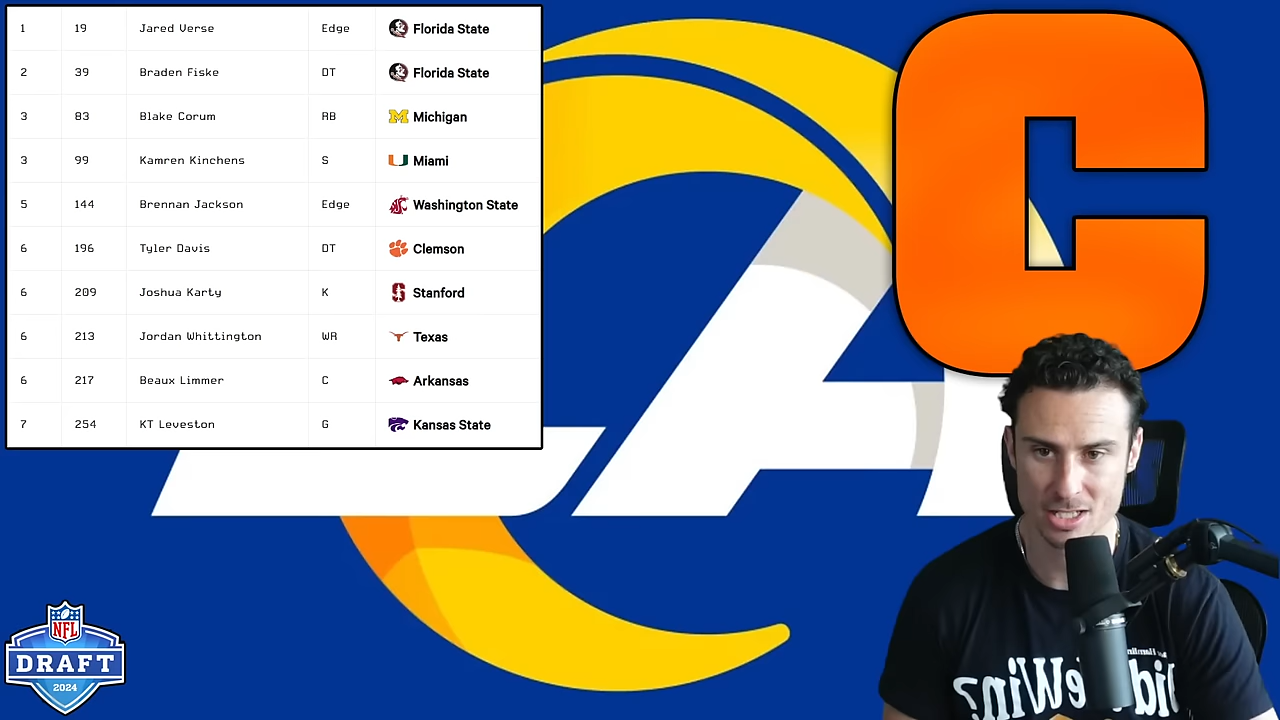 1 19 Jared Verse Edge Florida State
2 39 Braden Fiske DT Florida State
3 83 Blake Corum RB Michigan
3 99 Kamren Kinchens S Miami
5 144 Brennan Jackson Edge Washington State
6 196 Tyler Davis DT Clemson
6 209 Joshua Karty K Stanford
6 213 Jordan Whittington WR Texas
6 217 Beaux Limmer C Arkansas
7 254 KT Leveston G Kansas State
C
LA
NFL
DRAFT
2024